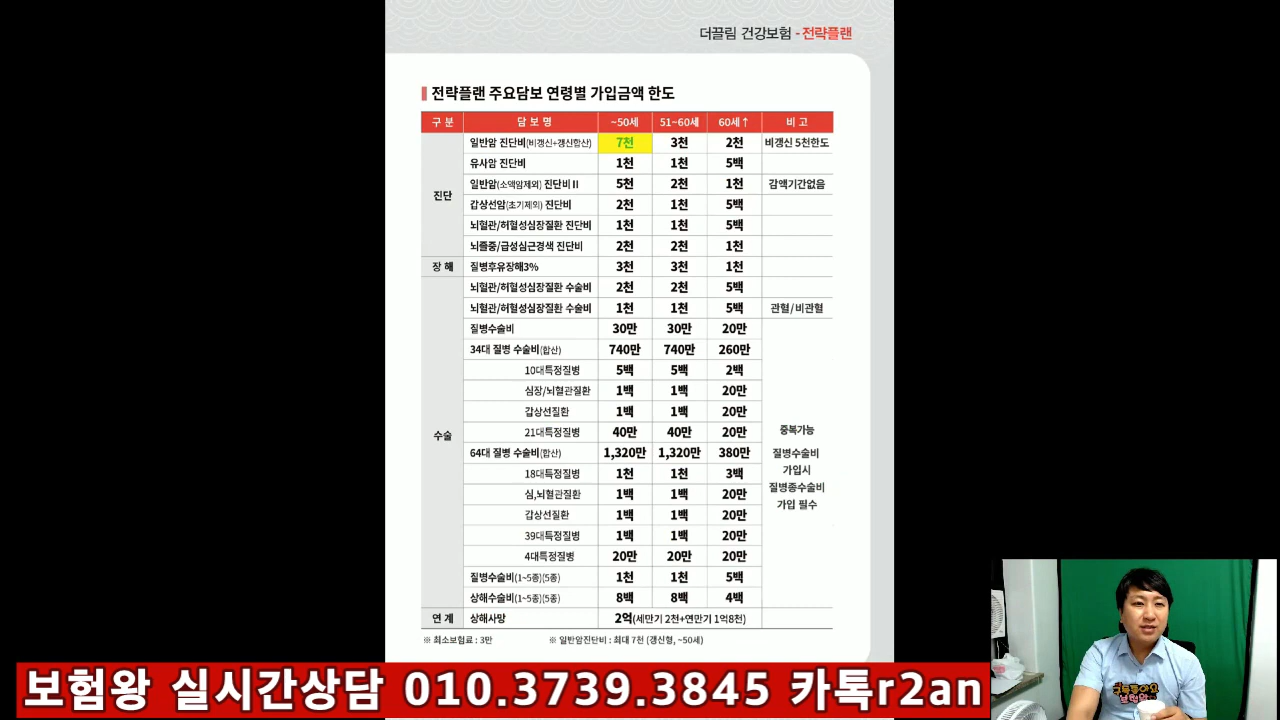 더끌림 건강보험 - 전략플랜
전략플랜 주요담보 연령별 가입금액 한도
구 분 담 보 명 ~50세 51~60세 60세↑ 비 고
진단
일반암 진단비(비갱신+갱신합산) 7천 3천 2천 비갱신 5천한도
유사암 진단비 1천 1천 5백
일반암(소액암제외) 진단비Ⅱ 5천 2천 1천 감액기간없음
갑상선암(초기제외) 진단비 2천 1천 5백
뇌혈관/허혈성심장질환 진단비 1천 1천 5백
뇌졸중/급성심근경색 진단비 2천 2천 1천
장 해 질병후유장해3% 3천 3천 1천
수술
뇌혈관/허혈성심장질환 수술비 2천 2천 5백
뇌혈관/허혈성심장질환 수술비 1천 1천 5백 관혈/비관혈
질병수술비 30만 30만 20만
34대 질병 수술비(합산) 740만 740만 260만
10대특정질병 5백 5백 2백
심장/뇌혈관질환 1백 1백 20만
갑상선질환 1백 1백 20만
21대특정질병 40만 40만 20만
64대 질병 수술비(합산) 1,320만 1,320만 380만
18대특정질병 1천 1천 3백
심,뇌혈관질환 1백 1백 20만
갑상선질환 1백 1백 20만
39대특정질병 1백 1백 20만
4대특정질병 20만 20만 20만
질병수술비(1~5종)(5종) 1천 1천 5백
상해수술비(1~5종)(5종) 8백 8백 4백
중복가능
질병수술비
가입시
질병종수술비
가입 필수
연 계 상해사망 2억(세만기 2천+연만기 1억8천)
※ 최소보험료 : 3만 ※ 일반암진단비 : 최대 7천 (갱신형, ~50세)
보험왕 실시간상담 010.3739.3845 카톡r2an